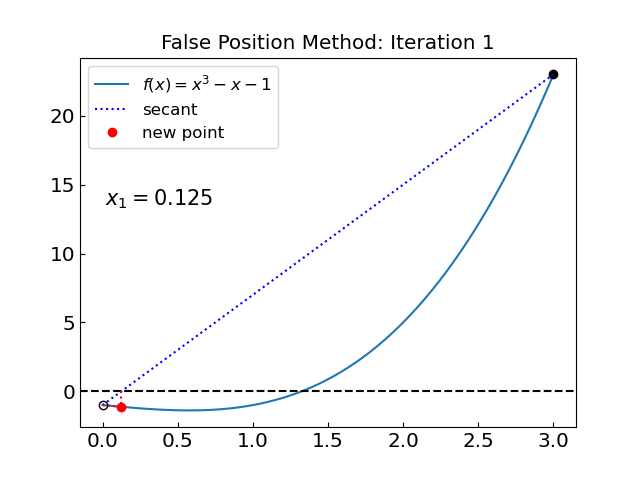 False Position Method: Iteration 1
f(x) = x³ − x − 1
secant
new point
x₁ = 0.125
20
15
10
5
0
0.0 0.5 1.0 1.5 2.0 2.5 3.0